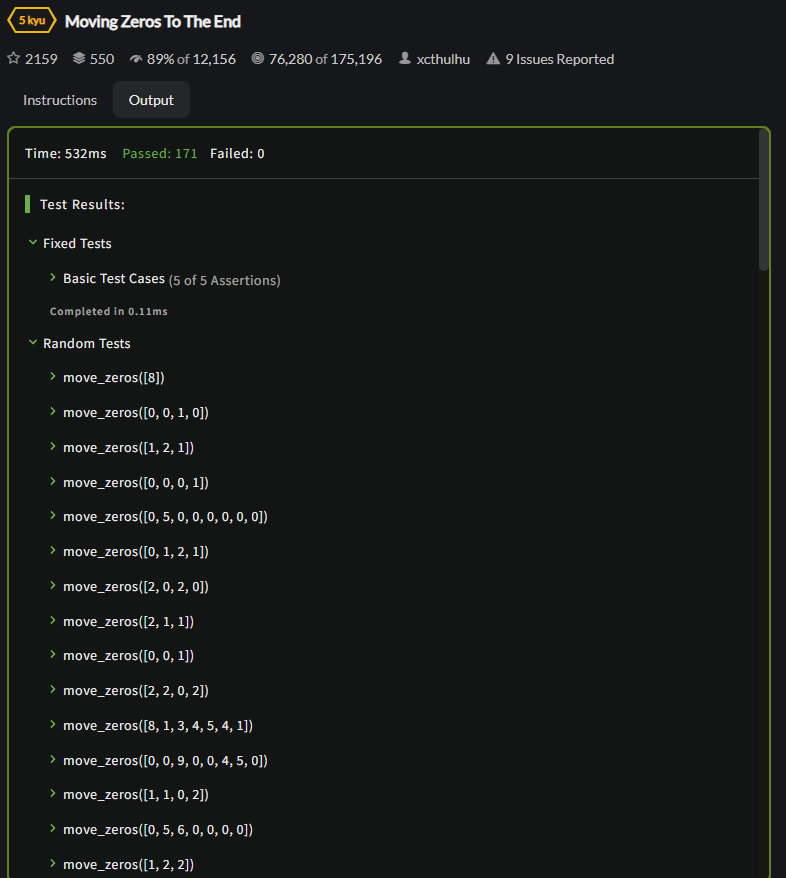 5 kyu Moving Zeros To The End
2159 550 89% of 12,156 76,280 of 175,196 xcthulhu 9 Issues Reported
Instructions Output
Time: 532ms Passed: 171 Failed: 0
Test Results:
Fixed Tests
Basic Test Cases (5 of 5 Assertions)
Completed in 0.11ms
Random Tests
move_zeros([8])
move_zeros([0, 0, 1, 0])
move_zeros([1, 2, 1])
move_zeros([0, 0, 0, 1])
move_zeros([0, 5, 0, 0, 0, 0, 0, 0])
move_zeros([0, 1, 2, 1])
move_zeros([2, 0, 2, 0])
move_zeros([2, 1, 1])
move_zeros([0, 0, 1])
move_zeros([2, 2, 0, 2])
move_zeros([8, 1, 3, 4, 5, 4, 1])
move_zeros([0, 0, 9, 0, 0, 4, 5, 0])
move_zeros([1, 1, 0, 2])
move_zeros([0, 5, 6, 0, 0, 0, 0])
move_zeros([1, 2, 2])